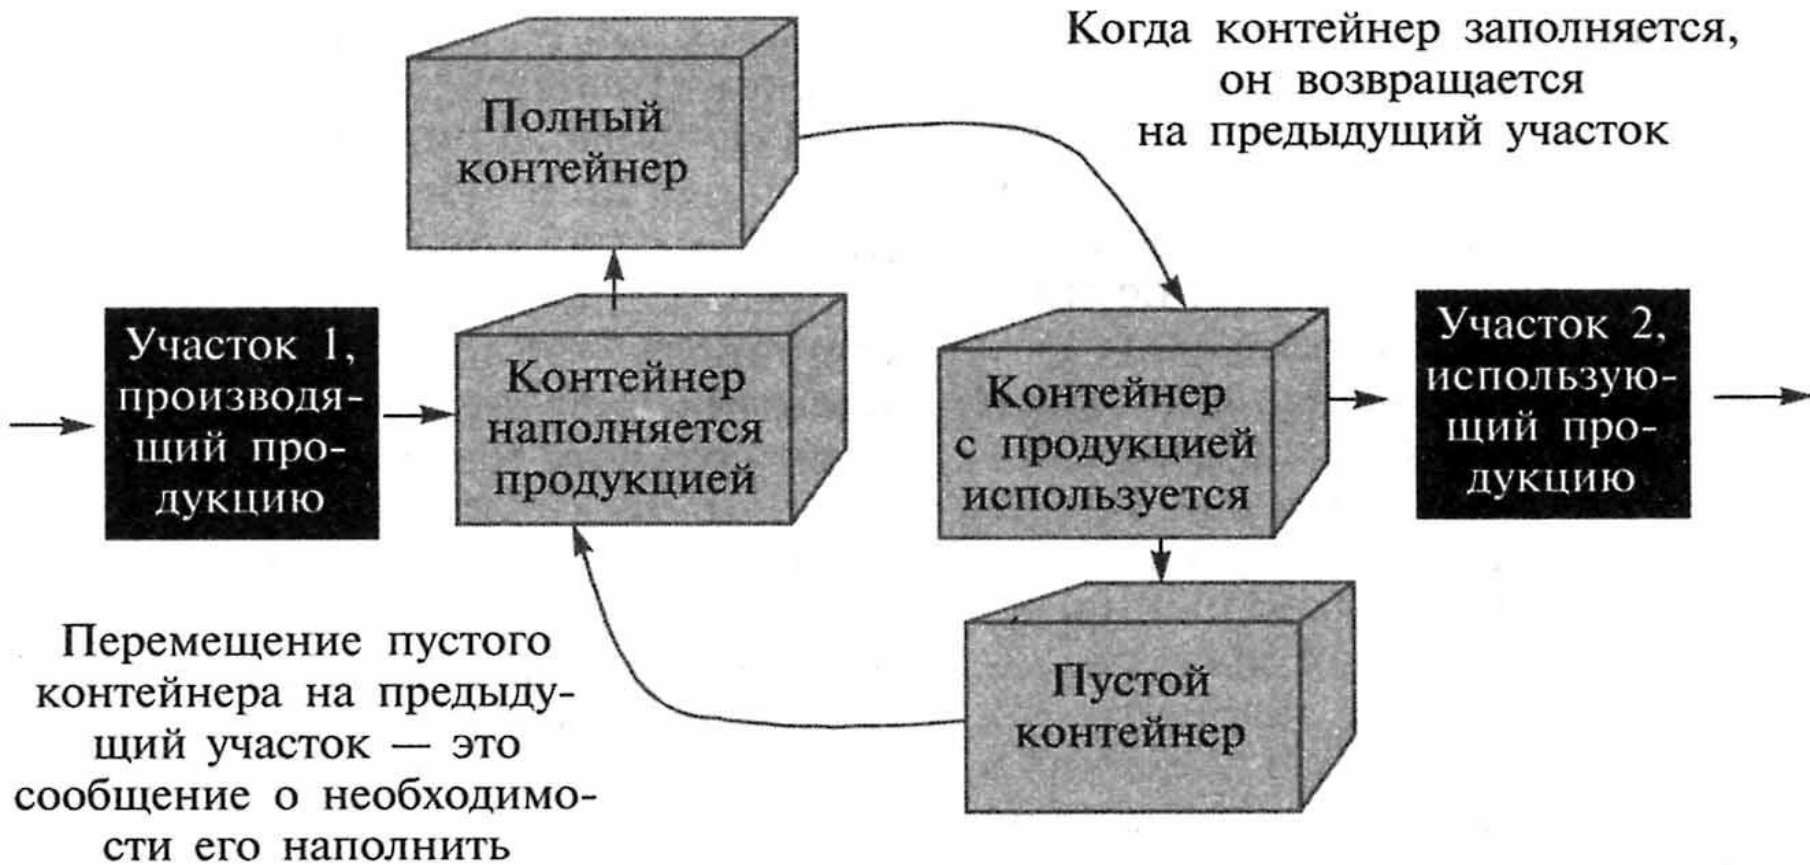 Когда контейнер заполняется,
он возвращается
на предыдущий участок
Полный
контейнер
Участок 1,
производя-
щий про-
дукцию
Контейнер
наполняется
продукцией
Контейнер
с продукцией
используется
Участок 2,
использую-
щий про-
дукцию
Перемещение пустого
контейнера на предыду-
щий участок — это
сообщение о необходимо-
сти его наполнить
Пустой
контейнер